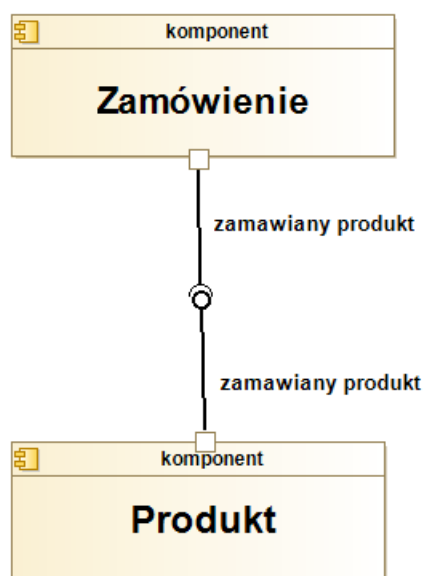 komponent
Zamówienie
zamawiany produkt
zamawiany produkt
komponent
Produkt